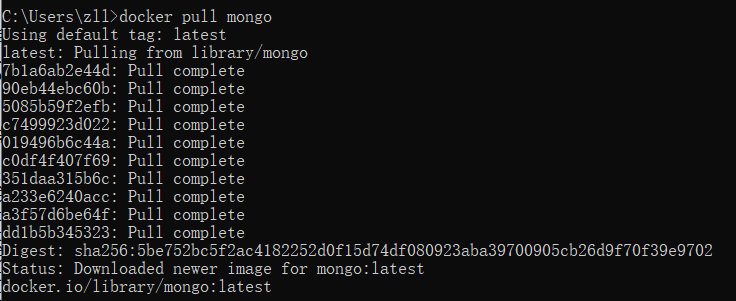 C:\Users\zll>docker pull mongo
Using default tag: latest
latest: Pulling from library/mongo
7b1a6ab2e44d: Pull complete
90eb44ebc60b: Pull complete
5085b59f2efb: Pull complete
c7499923d022: Pull complete
019496b6c44a: Pull complete
c0df4f407f69: Pull complete
351daa315b6c: Pull complete
a233e6240acc: Pull complete
a3f57d6be64f: Pull complete
dd1b5b345323: Pull complete
Digest: sha256:5be752bc5f2ac4182252d0f15d74df080923aba39700905cb26d9f70f39e9702
Status: Downloaded newer image for mongo:latest
docker.io/library/mongo:latest